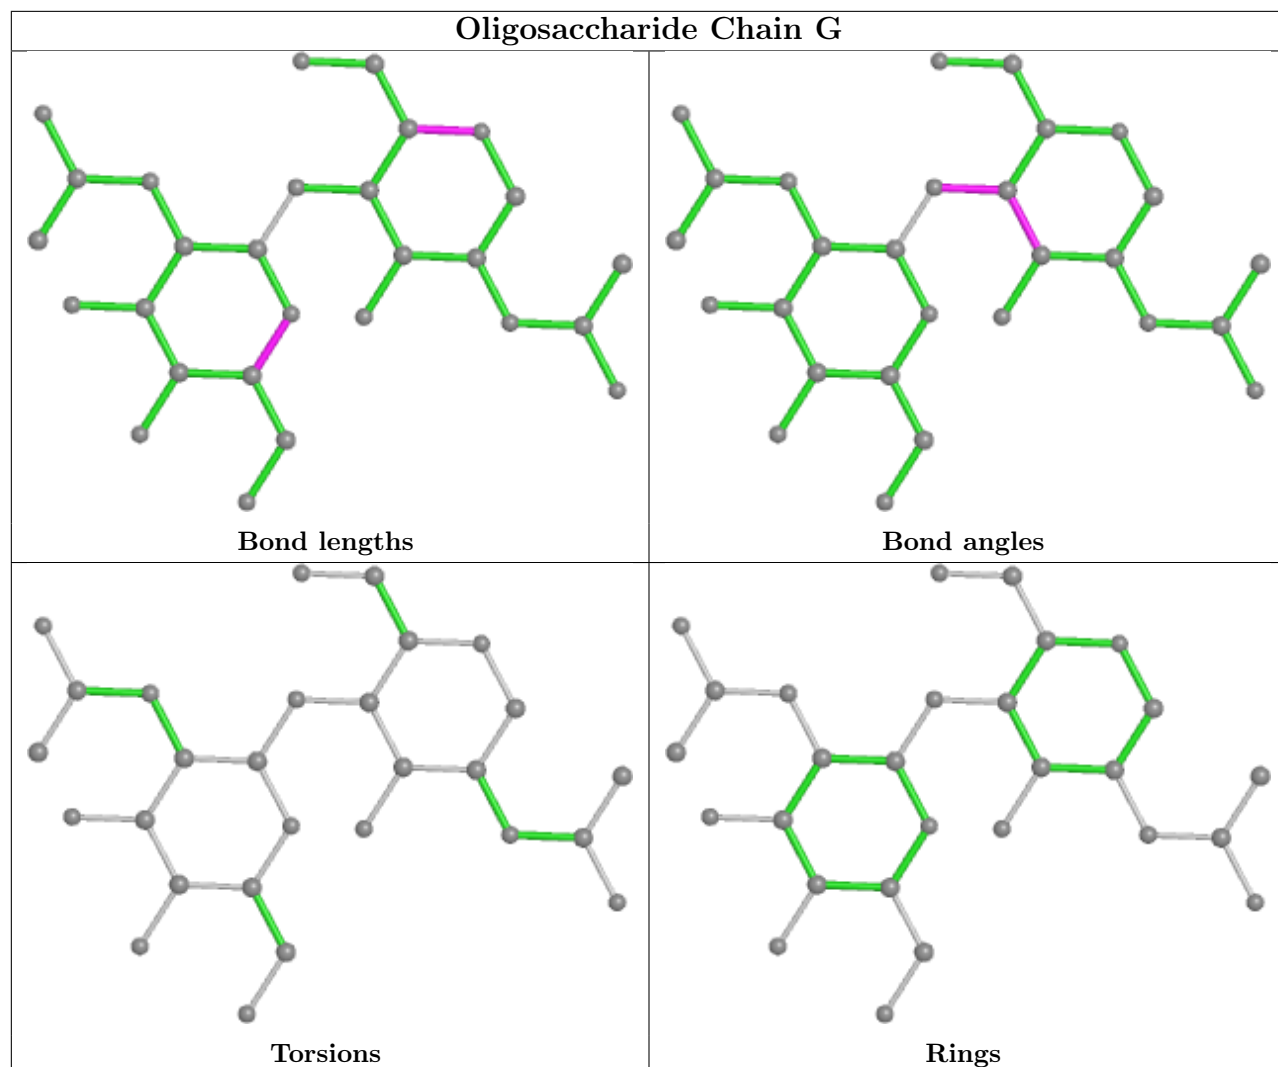 Oligosaccharide Chain G
Bond lengths
Bond angles
Torsions
Rings